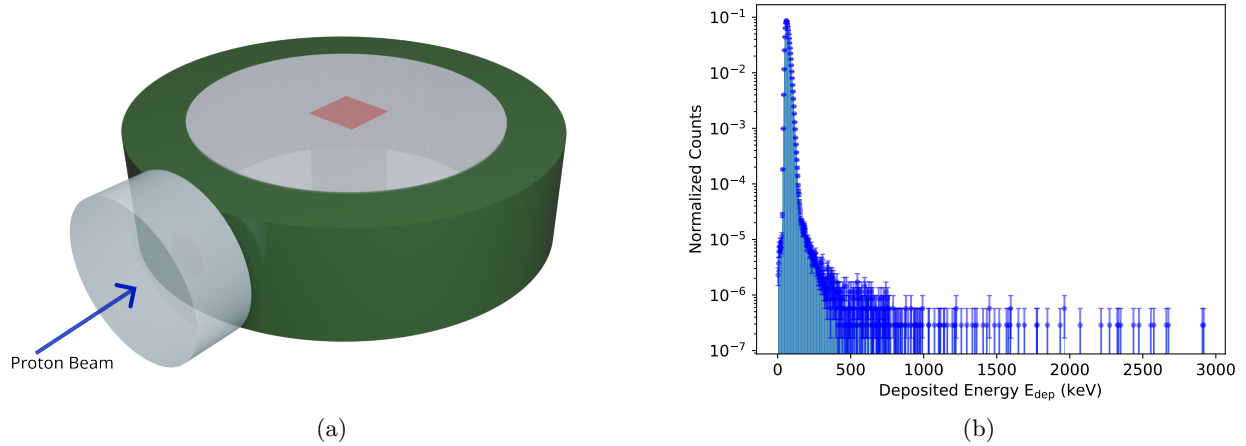 Proton Beam
(a)
Normalized Counts
10⁻¹
10⁻²
10⁻³
10⁻⁴
10⁻⁵
10⁻⁶
10⁻⁷
0 500 1000 1500 2000 2500 3000
Deposited Energy E_dep (keV)
(b)